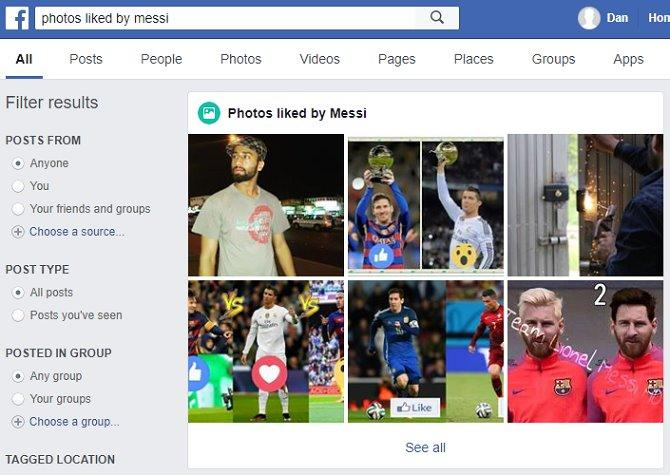 f
photos liked by messi
Dan
Hon
All
Posts
People
Photos
Videos
Pages
Places
Groups
Apps
Filter results
Photos liked by Messi
POSTS FROM
Anyone
You
Your friends and groups
Choose a source...
POST TYPE
All posts
Posts you've seen
POSTED IN GROUP
Any group
Your groups
Choose a group...
TAGGED LOCATION
VS
VS
Like
2
Team Lionel Messi
See all